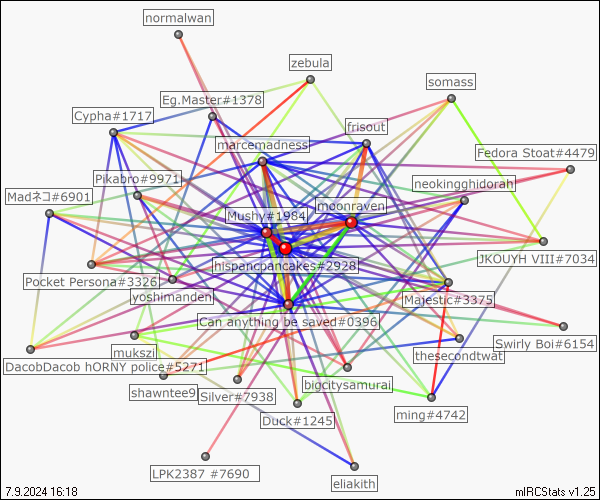 normalwan
zebula
somass
Eg.Master#1378
Cypha#1717
frisout
marcemadness
Fedora Stoat#4479
Pikabro#9971
neokingghidorah
Madネコ#6901
moonraven
Mushy#1984
JKOUYH VIII#7034
hispancpancakes#2928
Pocket Persona#3326
yoshimanden
Majestic#3375
Can anything be saved#0396
Swirly Boi#6154
mukszi
thesecondtwat
DacobDacob hORNY police#5271
bigcitysamurai
shawntee9
Silver#7938
ming#4742
Duck#1245
LPK2387 #7690
eliakith
7.9.2024 16:18
mIRCStats v1.25